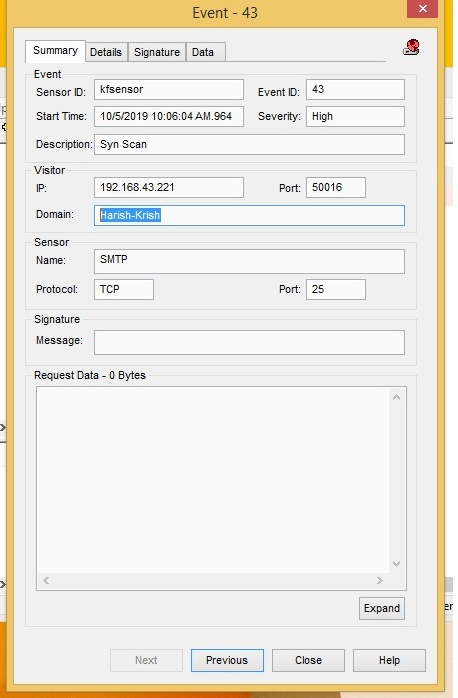 Event - 43
Summary Details Signature Data
Event
Sensor ID: kfsensor Event ID: 43
Start Time: 10/5/2019 10:06:04 AM.964 Severity: High
Description: Syn Scan
Visitor
IP: 192.168.43.221 Port: 50016
Domain: Harish-Krish
Sensor
Name: SMTP
Protocol: TCP Port: 25
Signature
Message:
Request Data - 0 Bytes
Expand
Next Previous Close Help